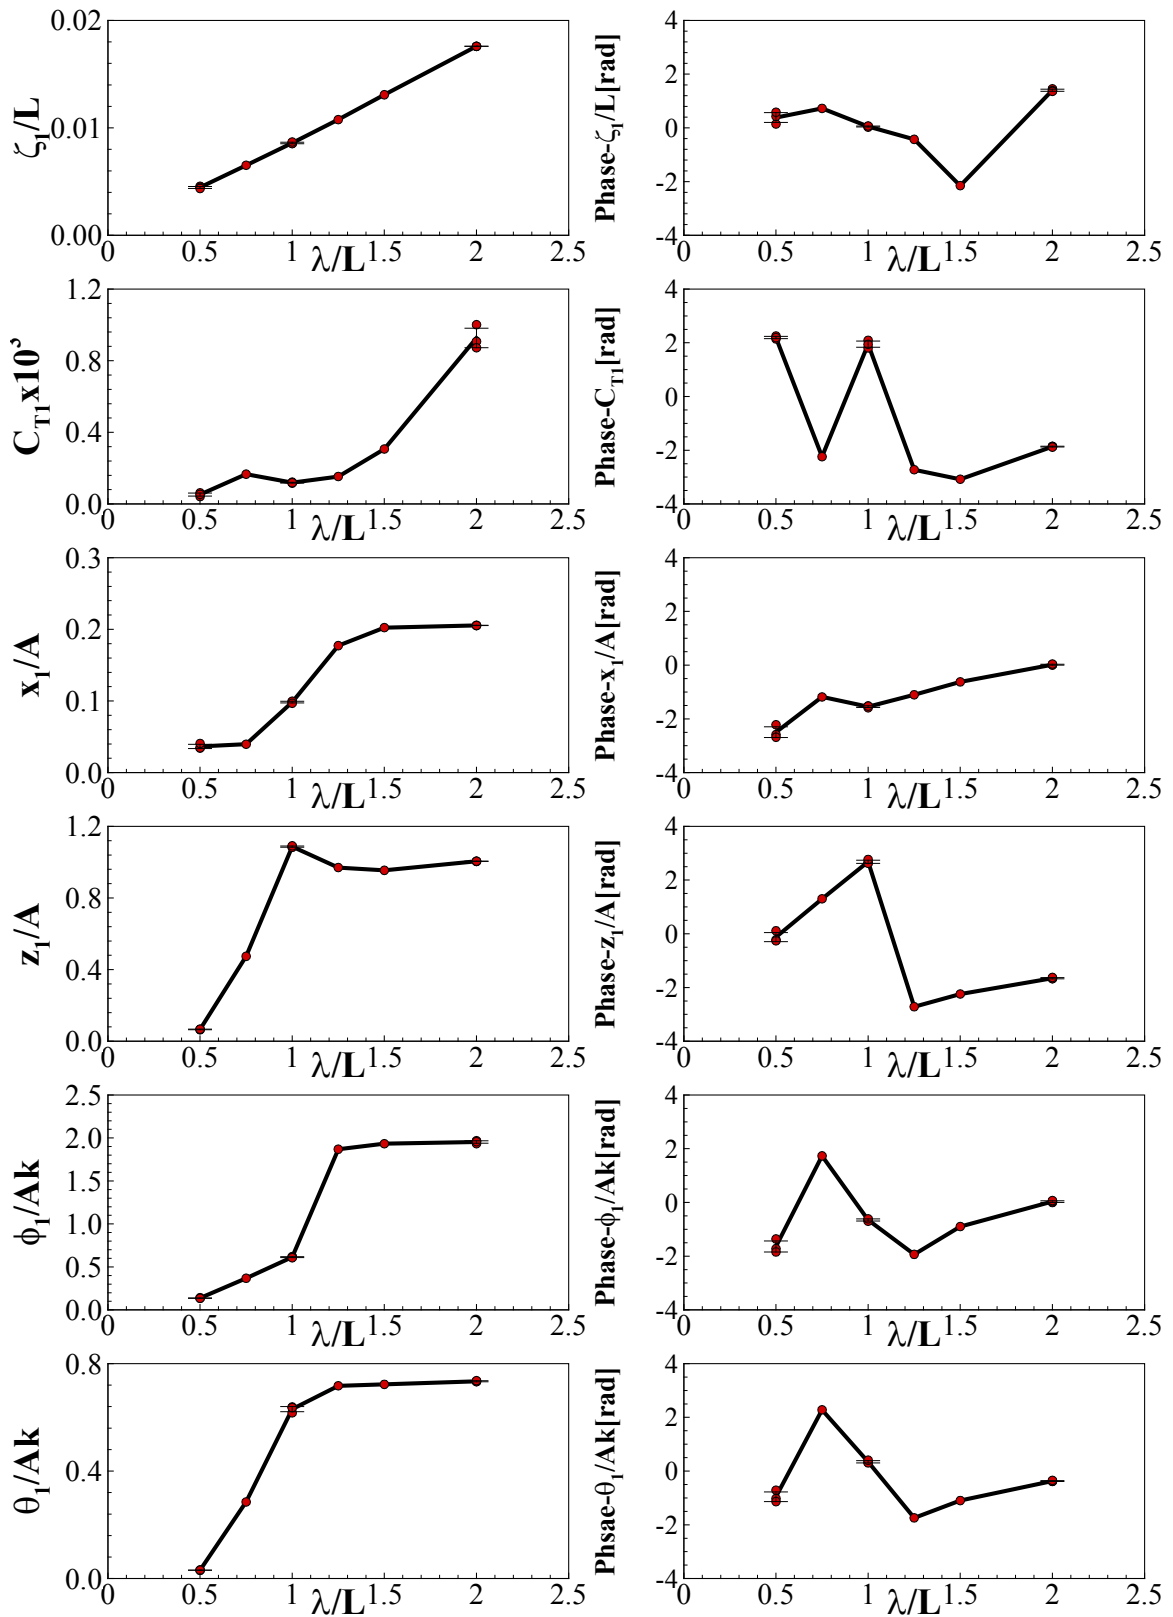 0.02
0.01
0.00
ζ1/L
0 0.5 1 1.5 2 2.5
λ/L
4
2
0
-2
-4
Phase-ζ1/L[rad]
0 0.5 1 1.5 2 2.5
λ/L
1.2
0.8
0.4
0.0
CT1x10³
0 0.5 1 1.5 2 2.5
λ/L
4
2
0
-2
-4
Phase-CT1[rad]
0 0.5 1 1.5 2 2.5
λ/L
0.3
0.2
0.1
0.0
x1/A
0 0.5 1 1.5 2 2.5
λ/L
4
2
0
-2
-4
Phase-x1/A[rad]
0 0.5 1 1.5 2 2.5
λ/L
1.2
0.8
0.4
0.0
z1/A
0 0.5 1 1.5 2 2.5
λ/L
4
2
0
-2
-4
Phase-z1/A[rad]
0 0.5 1 1.5 2 2.5
λ/L
2.5
2.0
1.5
1.0
0.5
0.0
ϕ1/Ak
0 0.5 1 1.5 2 2.5
λ/L
4
2
0
-2
-4
Phase-ϕ1/Ak[rad]
0 0.5 1 1.5 2 2.5
λ/L
0.8
0.4
0.0
θ1/Ak
0 0.5 1 1.5 2 2.5
λ/L
4
2
0
-2
-4
Phsae-θ1/Ak[rad]
0 0.5 1 1.5 2 2.5
λ/L